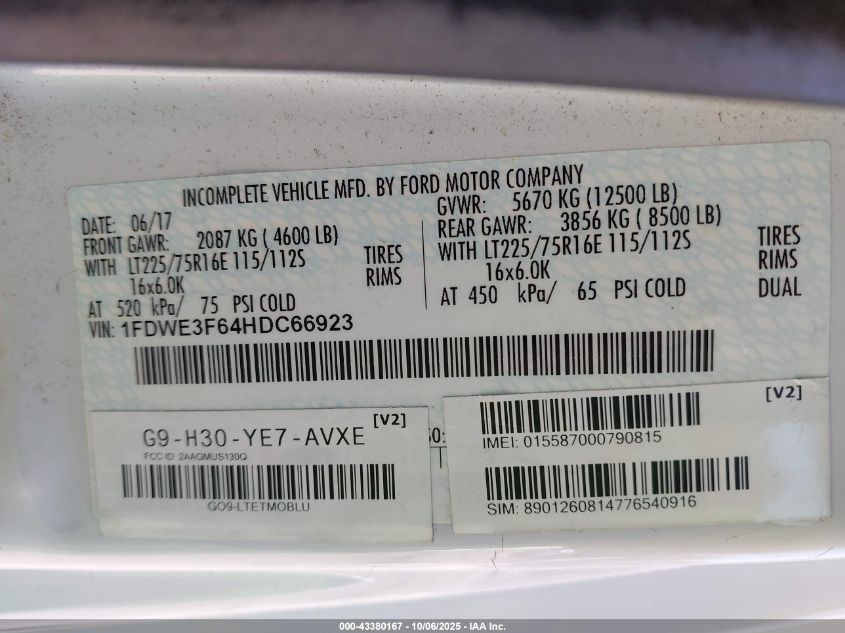 INCOMPLETE VEHICLE MFD. BY FORD MOTOR COMPANY
DATE: 06/17
FRONT GAWR: 2087 KG ( 4600 LB)
WITH LT225/75R16E 115/112S TIRES
16x6.0K RIMS
AT 520 kPa/ 75 PSI COLD
GVWR: 5670 KG (12500 LB)
REAR GAWR: 3856 KG ( 8500 LB)
WITH LT225/75R16E 115/112S TIRES
16x6.0K RIMS
AT 450 kPa/ 65 PSI COLD DUAL
VIN: 1FDWE3F64HDC66923
[V2]
G9-H30-YE7-AVXE
FCC ID: 2AAGMUS130Q
GO9-LTETMOBLU
[V2]
IMEI: 015587000790815
SIM: 8901260814776540916
000-43380167 - 10/06/2025 - IAA Inc.